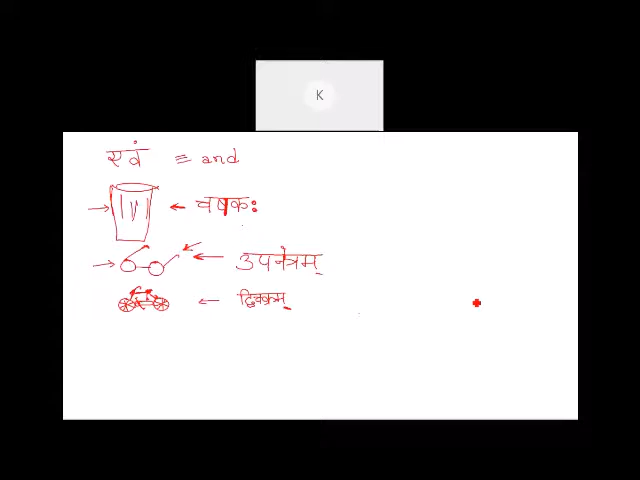 K
एवं = and
चषकः
उपनेत्रम्
द्विचक्रम्